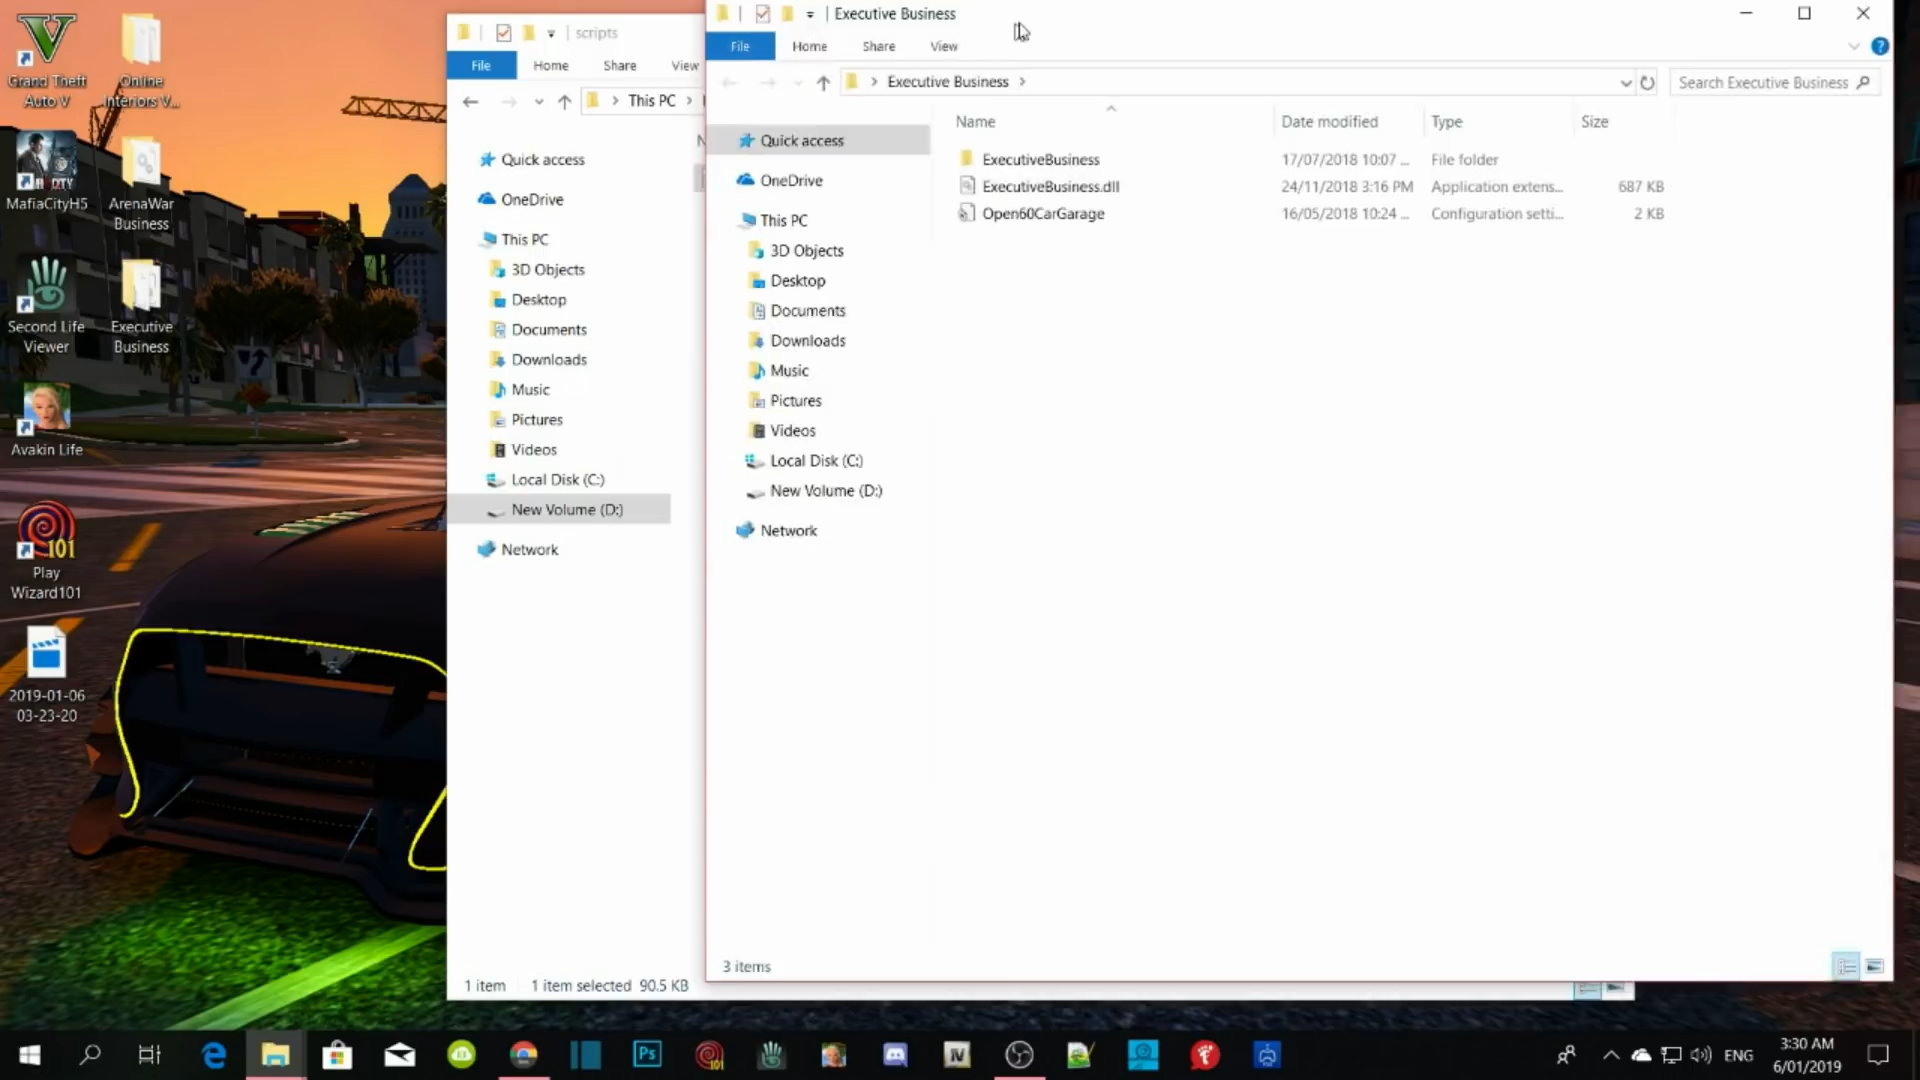 Grand Theft
Auto V
Online
Interiors V...
MafiaCityH5
ArenaWar
Business
Second Life
Viewer
Executive
Business
Avakin Life
101
Play
Wizard101
2019-01-06
03-23-20
scripts
File
Home
Share
View
This PC
Quick access
OneDrive
This PC
3D Objects
Desktop
Documents
Downloads
Music
Pictures
Videos
Local Disk (C:)
New Volume (D:)
Network
1 item
1 item selected 90.5 KB
Executive Business
File
Home
Share
View
Executive Business
Search Executive Business
Quick access
OneDrive
This PC
3D Objects
Desktop
Documents
Downloads
Music
Pictures
Videos
Local Disk (C:)
New Volume (D:)
Network
Name Date modified Type Size
ExecutiveBusiness 17/07/2018 10:07 ... File folder
ExecutiveBusiness.dll 24/11/2018 3:16 PM Application extens... 687 KB
Open60CarGarage 16/05/2018 10:24 ... Configuration setti... 2 KB
3 items
Ps
101
IV
ENG
3:30 AM
6/01/2019